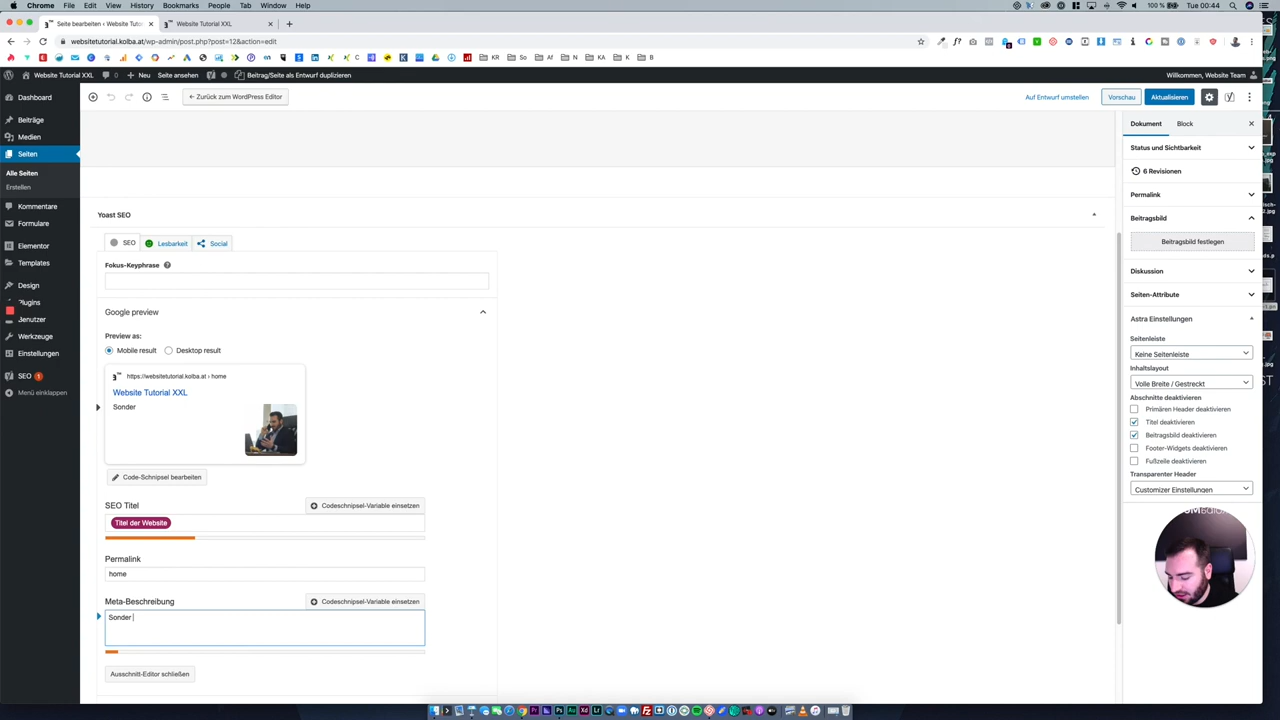 Chrome File Edit View History Bookmarks People Tab Window Help 100 % Tue 00:44
Seite bearbeiten ‹ Website Tutor
Website Tutorial XXL
websitetutorial.kolba.at/wp-admin/post.php?post=12&action=edit
KR So Af N KA K B
Website Tutorial XXL 0 Neu Seite ansehen Beitrag/Seite als Entwurf duplizieren Willkommen, Website Team
Dashboard
Beiträge
Medien
Seiten
Alle Seiten
Erstellen
Kommentare
Formulare
Elementor
Templates
Design
Plugins
Benutzer
Werkzeuge
Einstellungen
SEO 1
Menü einklappen
← Zurück zum WordPress Editor
Auf Entwurf umstellen Vorschau Aktualisieren
Yoast SEO
SEO Lesbarkeit Social
Fokus-Keyphrase
Google preview
Preview as:
Mobile result Desktop result
https://websitetutorial.kolba.at › home
Website Tutorial XXL
Sonder
Code-Schnipsel bearbeiten
SEO Titel
Codeschnipsel-Variable einsetzen
Titel der Website
Permalink
home
Meta-Beschreibung
Codeschnipsel-Variable einsetzen
Sonder
Ausschnitt-Editor schließen
Dokument Block
Status und Sichtbarkeit
6 Revisionen
Permalink
Beitragsbild
Beitragsbild festlegen
Diskussion
Seiten-Attribute
Astra Einstellungen
Seitenleiste
Keine Seitenleiste
Inhaltslayout
Volle Breite / Gestreckt
Abschnitte deaktivieren
Primären Header deaktivieren
Titel deaktivieren
Beitragsbild deaktivieren
Footer-Widgets deaktivieren
Fußzeile deaktivieren
Transparenter Header
Customizer Einstellungen